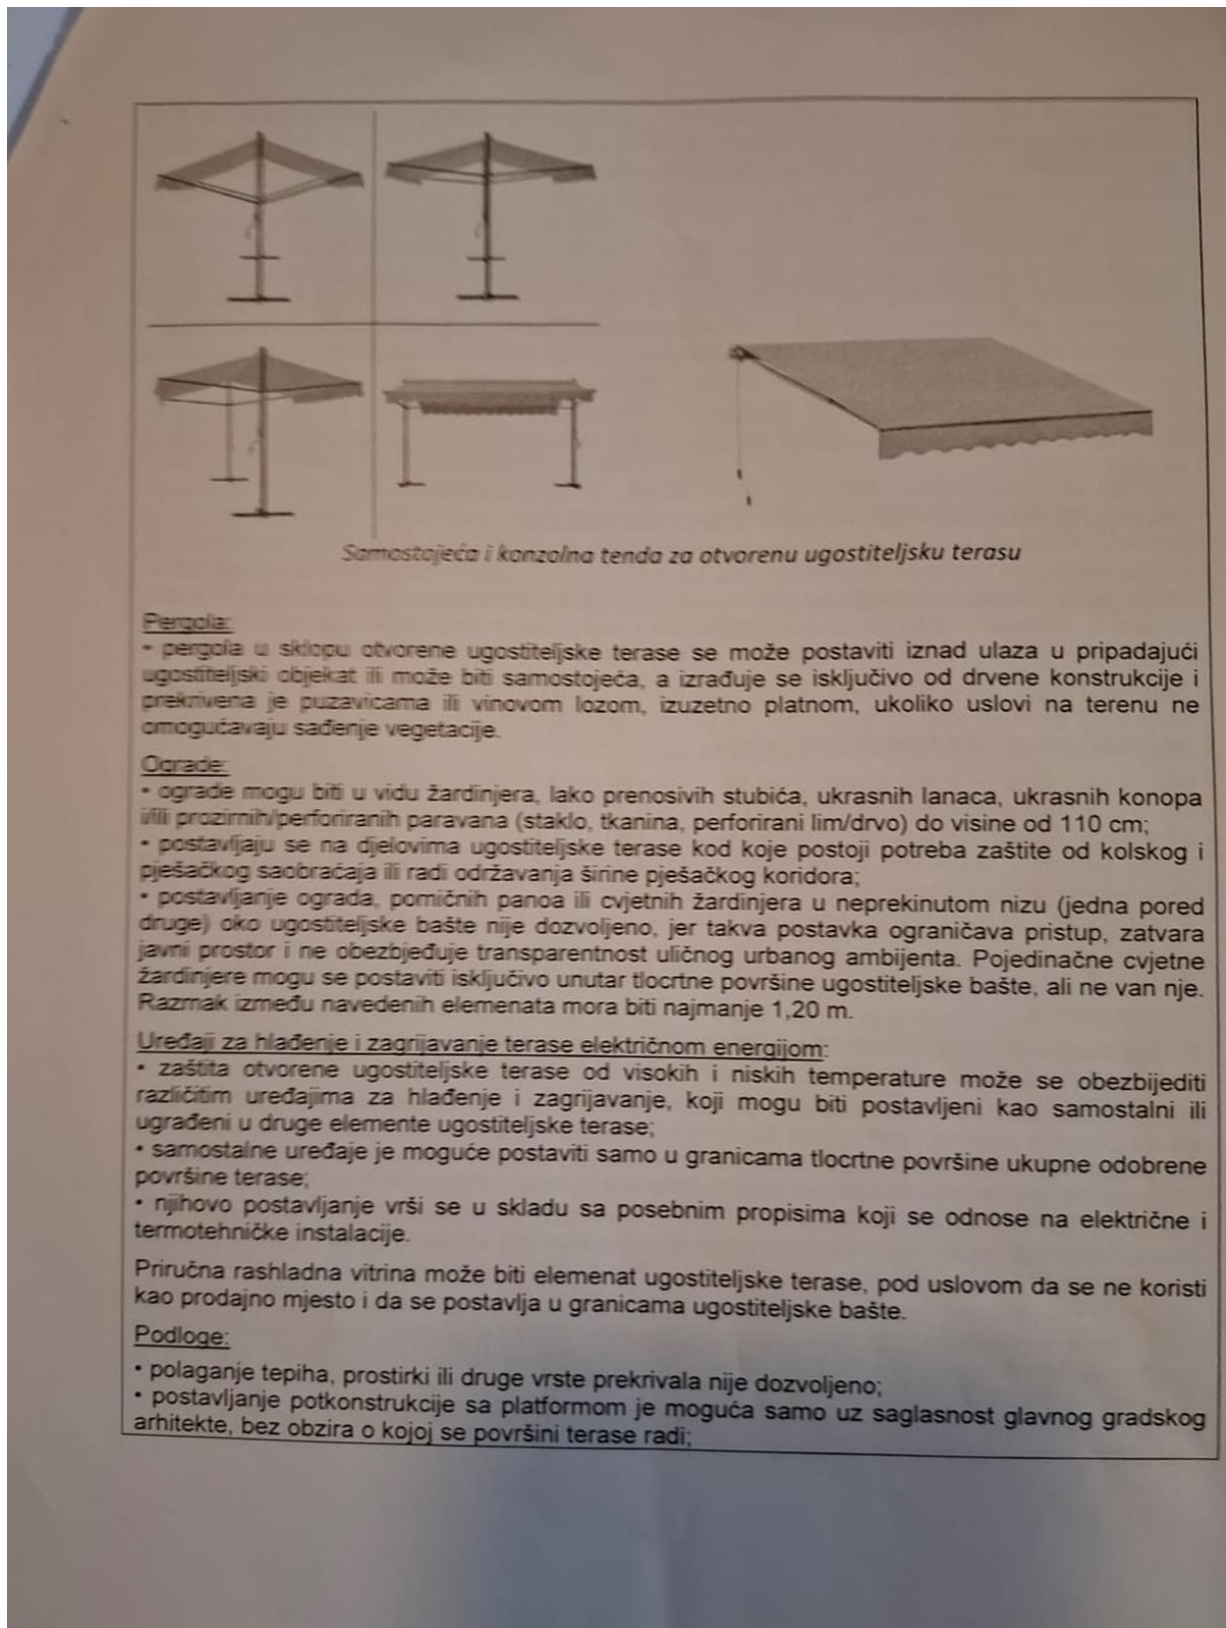 Samostojeća i konzolna tenda za otvorenu ugostiteljsku terasu
Pergola:
- pergola u sklopu otvorene ugostiteljske terase se može postaviti iznad ulaza u pripadajući
ugostiteljski objekat ili može biti samostojeća, a izrađuje se isključivo od drvene konstrukcije i
prekrivena je puzavicama ili vinovom lozom, izuzetno platnom, ukoliko uslovi na terenu ne
omogućavaju sađenje vegetacije.
Ograde:
• ograde mogu biti u vidu žardinjera, lako prenosivih stubića, ukrasnih lanaca, ukrasnih konopa
i/ili prozirnih/perforiranih paravana (staklo, tkanina, perforirani lim/drvo) do visine od 110 cm;
• postavljaju se na djelovima ugostiteljske terase kod koje postoji potreba zaštite od kolskog i
pješačkog saobraćaja ili radi održavanja širine pješačkog koridora;
• postavljanje ograda, pomičnih panoa ili cvjetnih žardinjera u neprekinutom nizu (jedna pored
druge) oko ugostiteljske bašte nije dozvoljeno, jer takva postavka ograničava pristup, zatvara
javni prostor i ne obezbjeđuje transparentnost uličnog urbanog ambijenta. Pojedinačne cvjetne
žardinjere mogu se postaviti isključivo unutar tlocrtne površine ugostiteljske bašte, ali ne van nje.
Razmak između navedenih elemenata mora biti najmanje 1,20 m.
Uređaji za hlađenje i zagrijavanje terase električnom energijom:
• zaštita otvorene ugostiteljske terase od visokih i niskih temperature može se obezbijediti
različitim uređajima za hlađenje i zagrijavanje, koji mogu biti postavljeni kao samostalni ili
ugrađeni u druge elemente ugostiteljske terase;
• samostalne uređaje je moguće postaviti samo u granicama tlocrtne površine ukupne odobrene
površine terase;
• njihovo postavljanje vrši se u skladu sa posebnim propisima koji se odnose na električne i
termotehničke instalacije.
Priručna rashladna vitrina može biti elemenat ugostiteljske terase, pod uslovom da se ne koristi
kao prodajno mjesto i da se postavlja u granicama ugostiteljske bašte.
Podloge:
• polaganje tepiha, prostirki ili druge vrste prekrivala nije dozvoljeno;
• postavljanje potkonstrukcije sa platformom je moguća samo uz saglasnost glavnog gradskog
arhitekte, bez obzira o kojoj se površini terase radi;